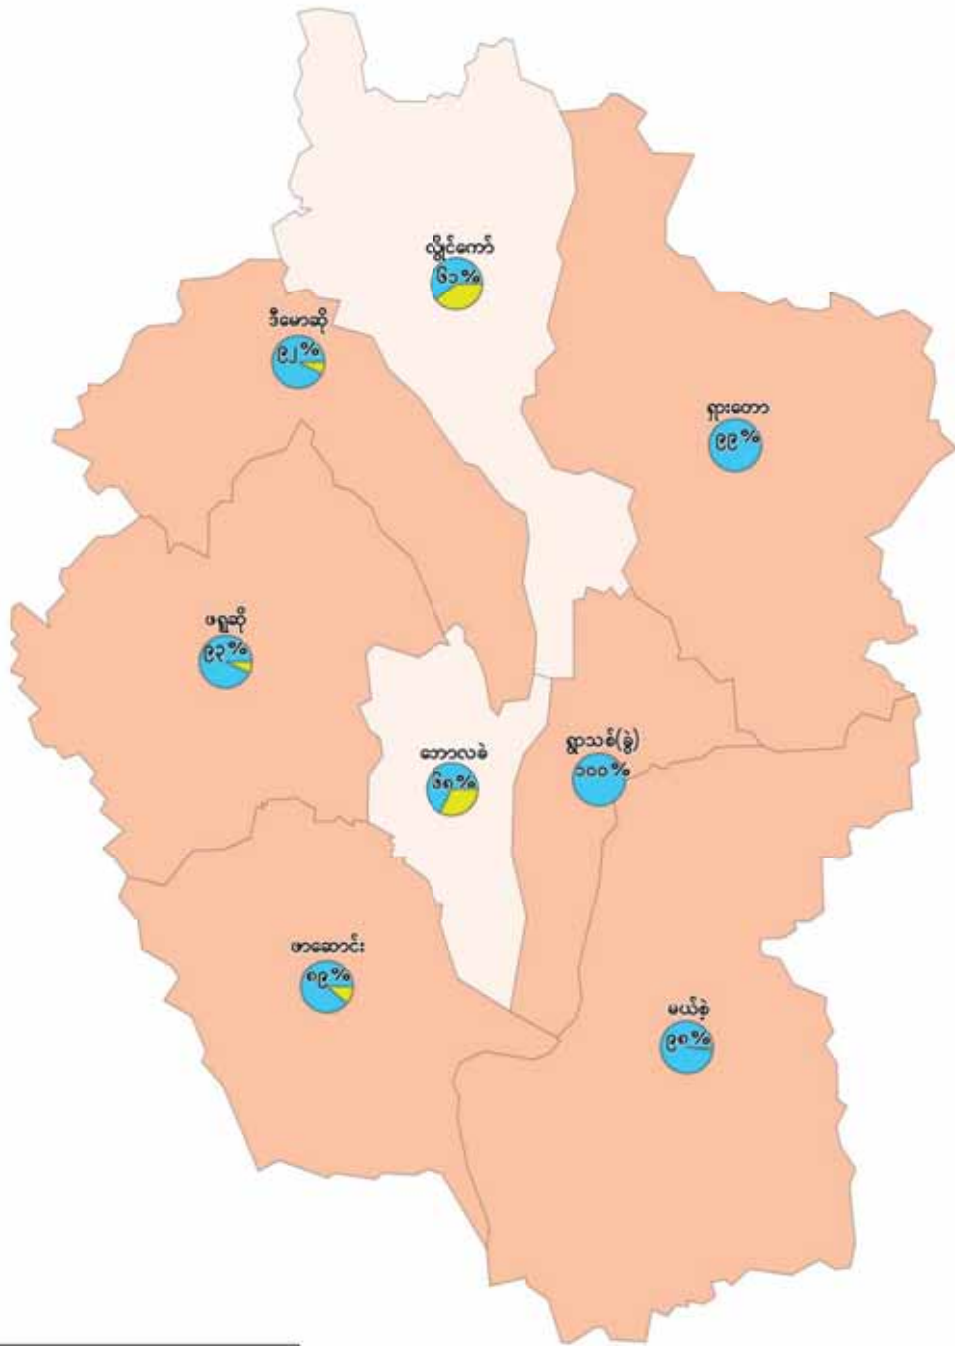 လွိုင်ကော်
၆၁%
ဒီမောဆို
၉၂%
ရှားတော
၉၉%
ဖရူဆို
၉၃%
ဘောလခဲ
၆၈%
ရွာသစ်(ခွဲ)
၁၀၀%
ဖာဆောင်း
၈၉%
မယ်စဲ့
၉၈%